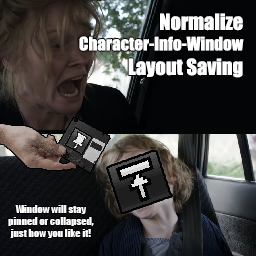 Normalize
Character-Info-Window
Layout Saving
Window will stay
pinned or collapsed,
just how you like it!